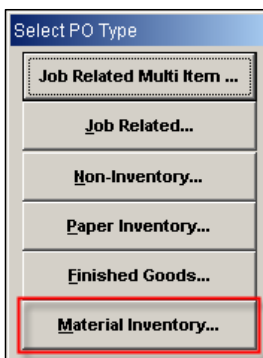 Select PO Type
Job Related Multi Item ...
Job Related...
Non-Inventory...
Paper Inventory...
Finished Goods...
Material Inventory...